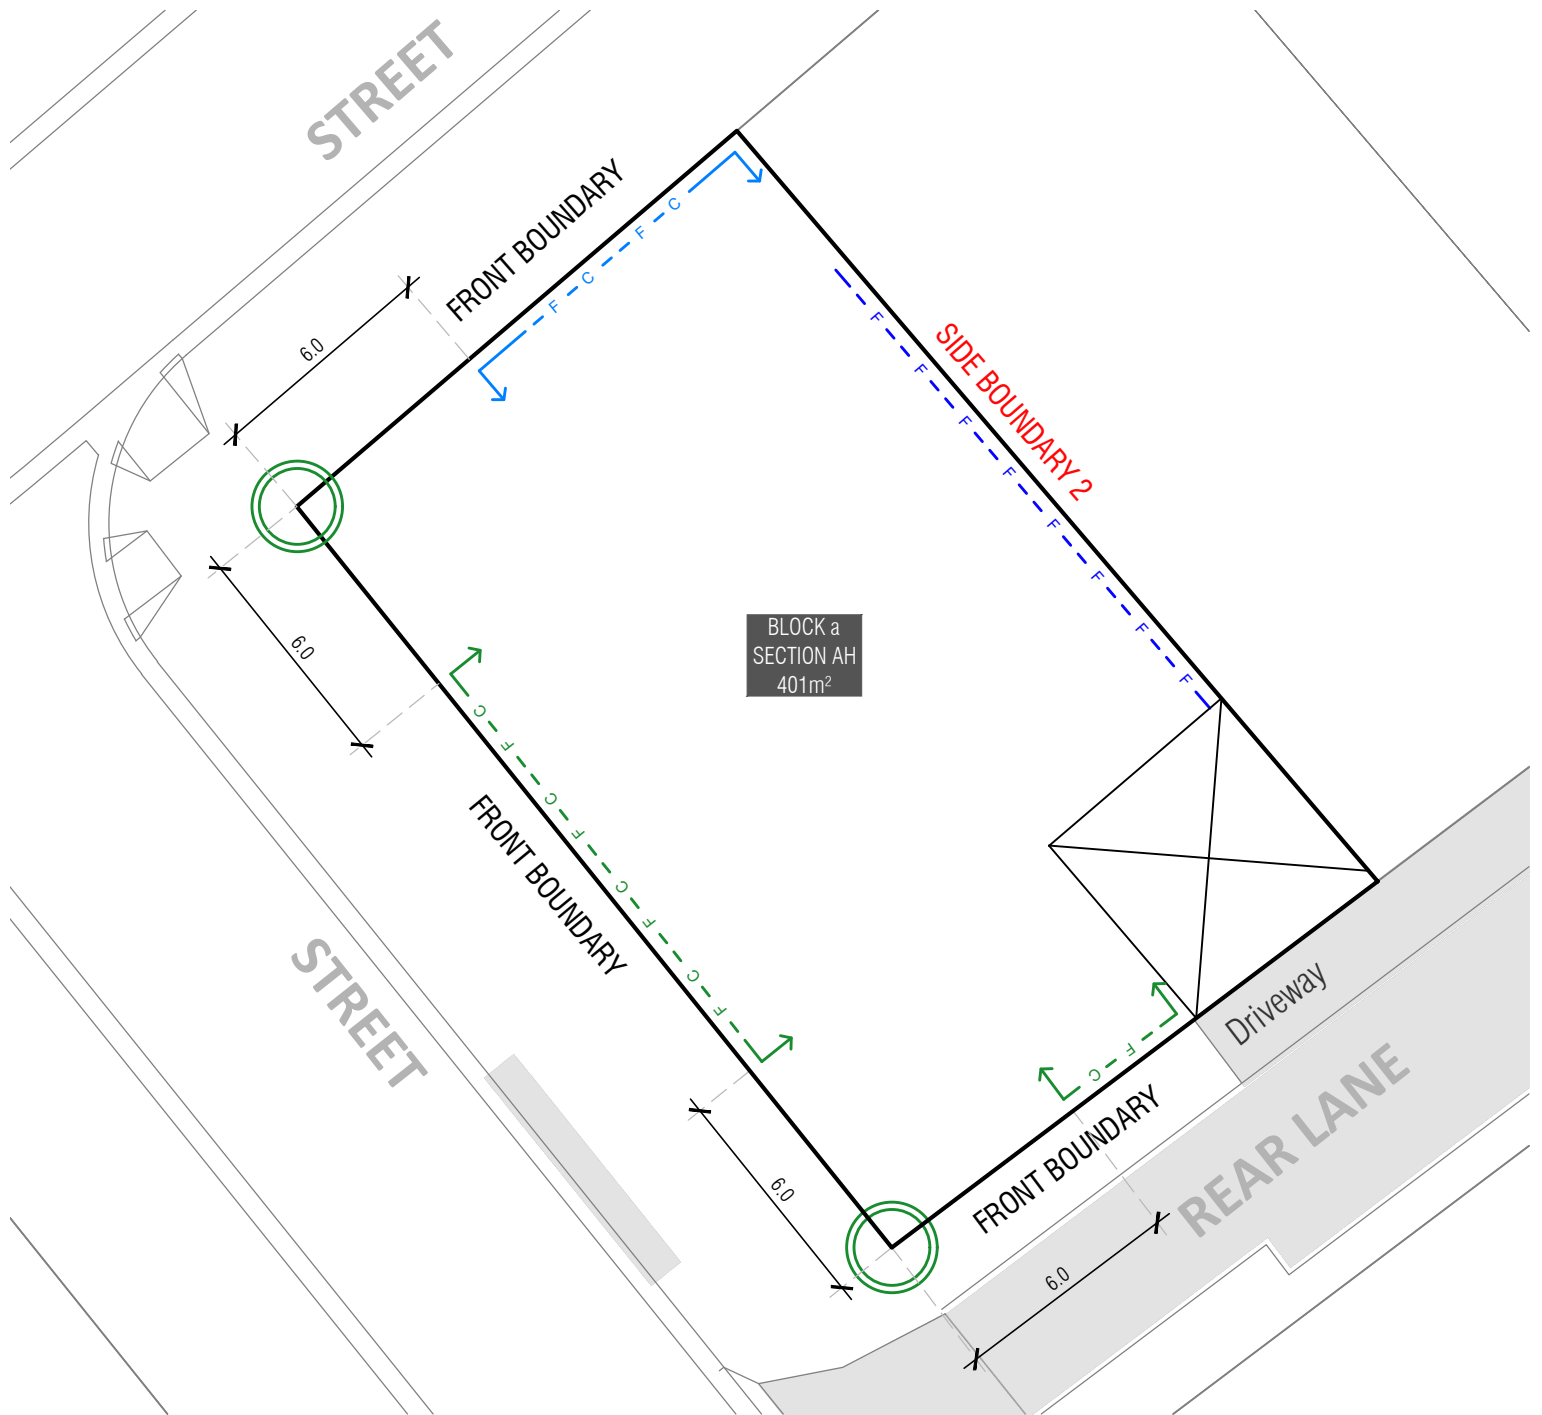 STREET
FRONT BOUNDARY
C
F
C
F
6.0
F
F
F
F
F
F
F
F
SIDE BOUNDARY 2
6.0
BLOCK a
SECTION AH
401m²
C
F
C
F
C
F
C
F
FRONT BOUNDARY
STREET
Driveway
F
C
FRONT BOUNDARY
REAR LANE
6.0
6.0